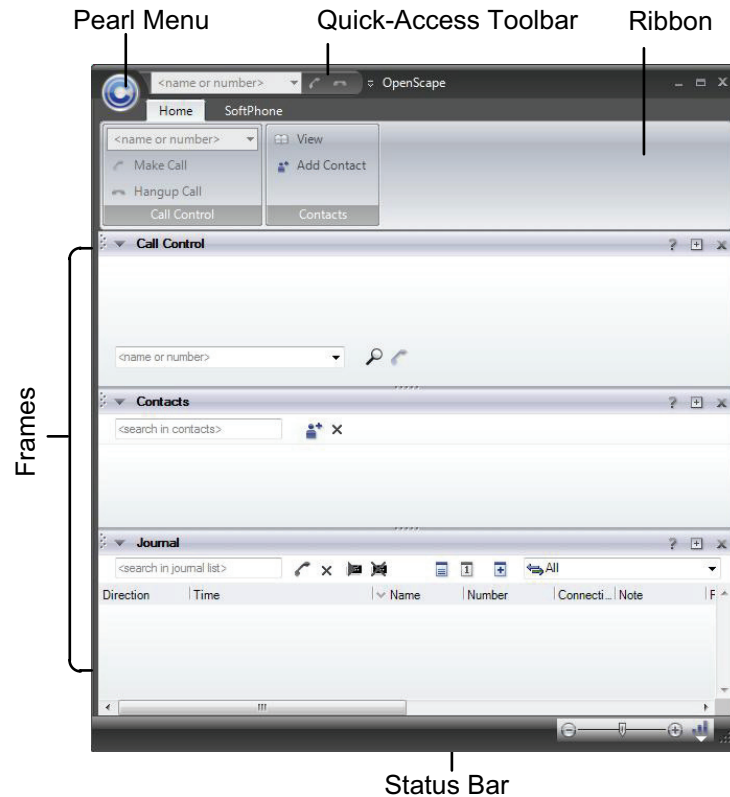 Pearl Menu
Quick-Access Toolbar
Ribbon
<name or number>
OpenScape
Home
SoftPhone
<name or number>
View
Make Call
Add Contact
Hangup Call
Call Control
Contacts
Call Control
<name or number>
Frames
Contacts
<search in contacts>
Journal
<search in journal list>
1
All
Direction
Time
Name
Number
Connecti...
Note
F
Status Bar